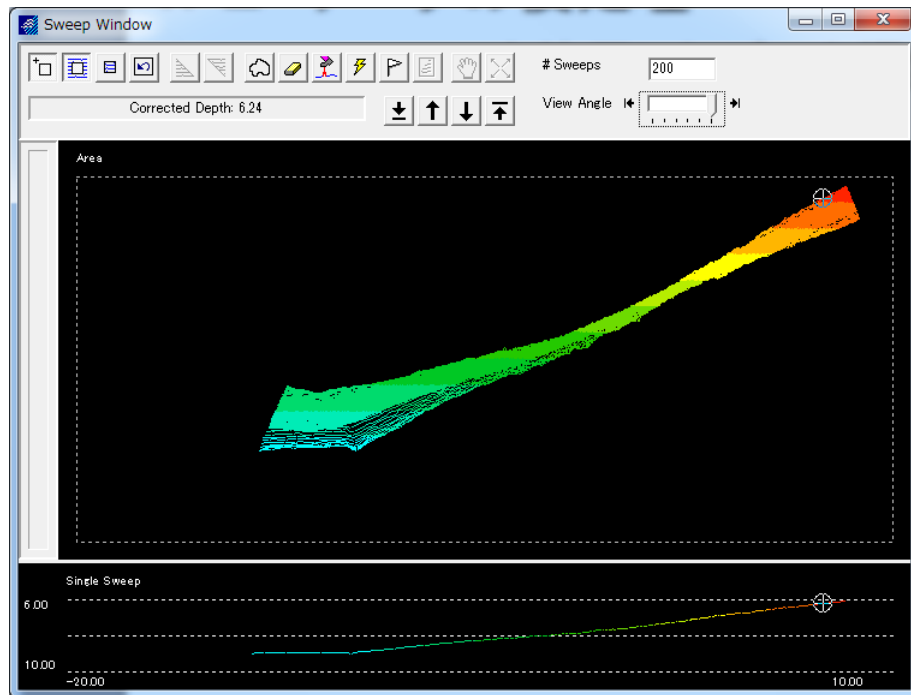 Sweep Window
# Sweeps 200
Corrected Depth: 6.24
View Angle
Area
Single Sweep
6.00
10.00
-20.00 10.00